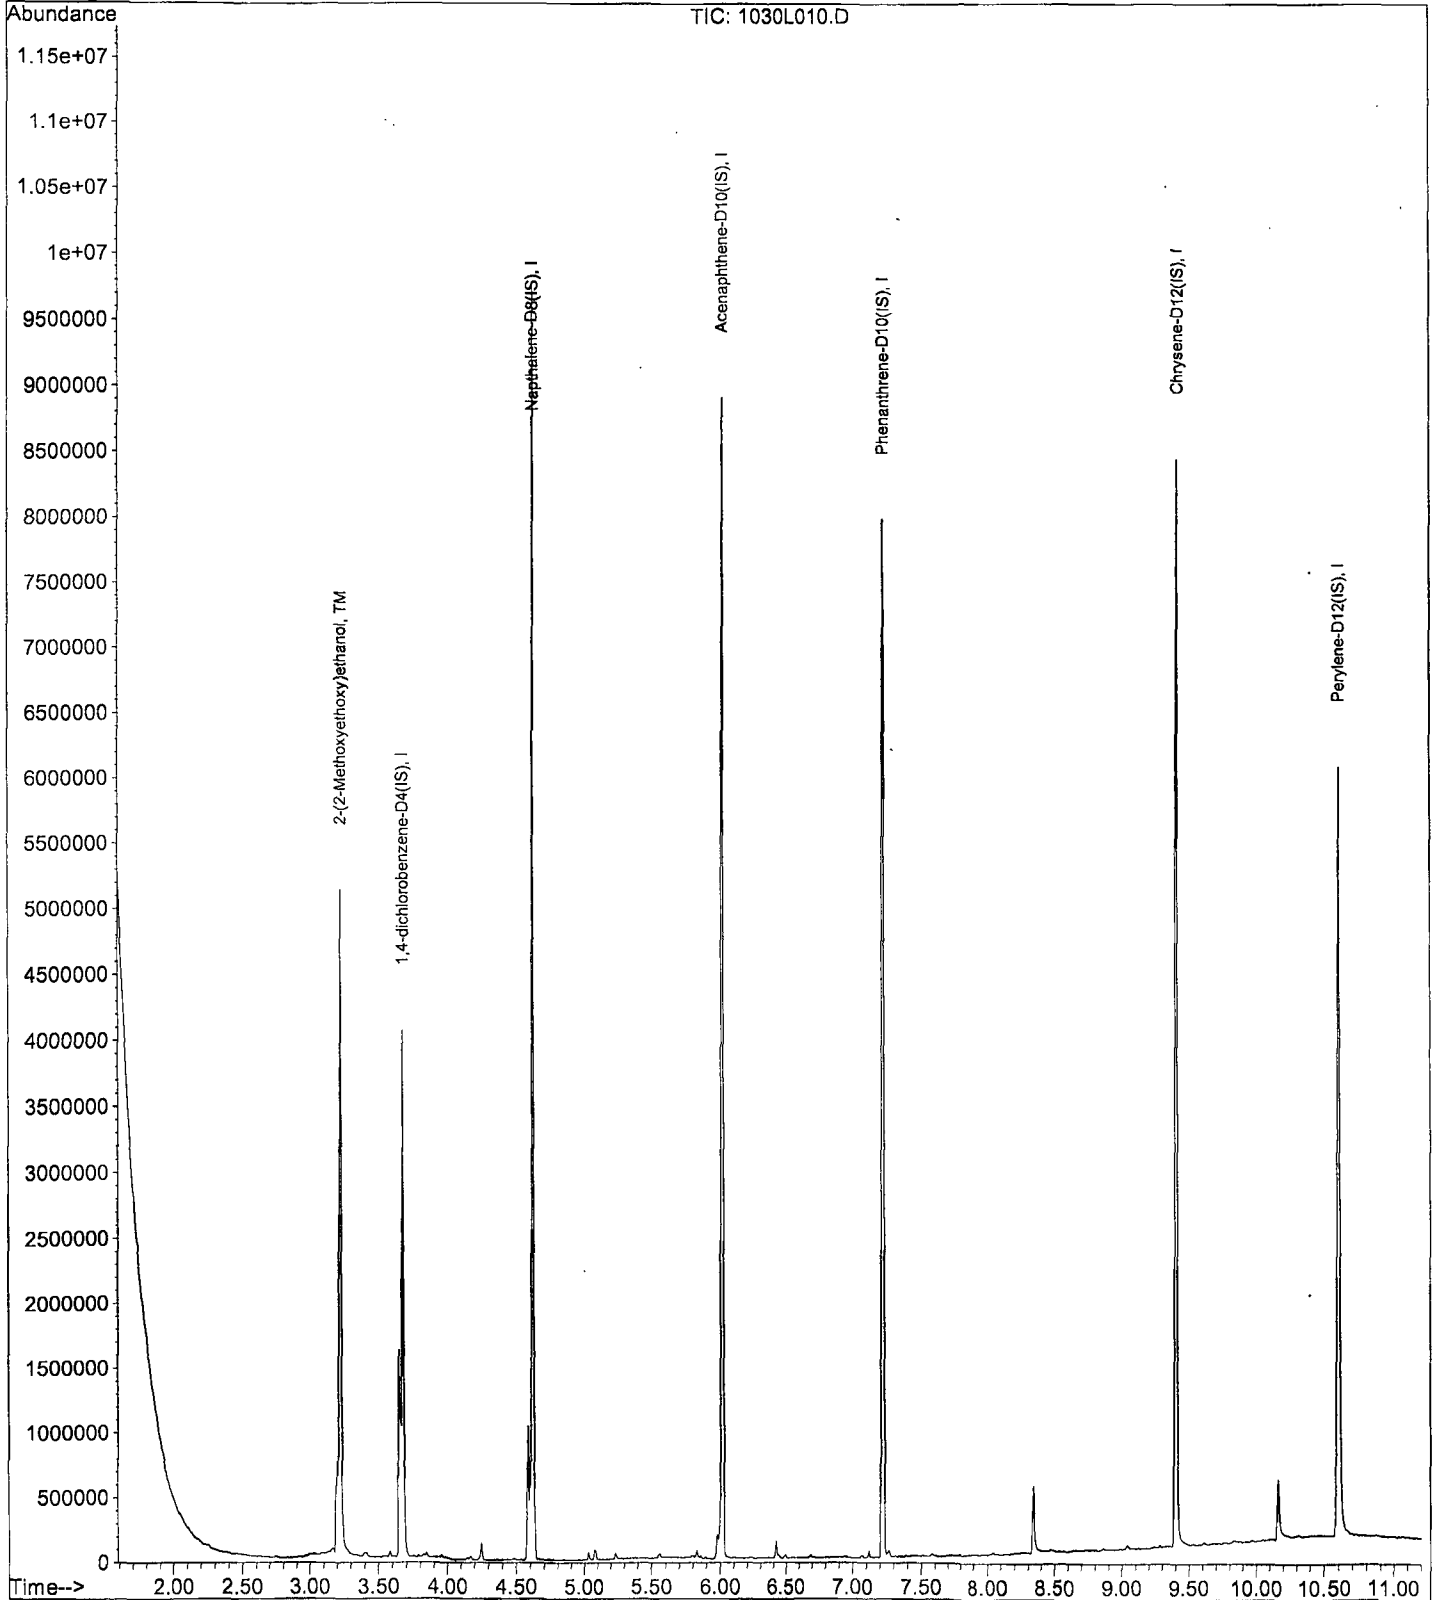 Abundance
TIC: 1030L010.D
1.15e+07
1.1e+07
1.05e+07
1e+07
9500000
9000000
8500000
8000000
7500000
7000000
6500000
6000000
5500000
5000000
4500000
4000000
3500000
3000000
2500000
2000000
1500000
1000000
500000
0
2-(2-Methoxyethoxy)ethanol, TM
1,4-dichlorobenzene-D4(IS), I
Napthalene-D8(IS), I
Acenaphthene-D10(IS), I
Phenanthrene-D10(IS), I
Chrysene-D12(IS), I
Perylene-D12(IS), I
Time--> 2.00 2.50 3.00 3.50 4.00 4.50 5.00 5.50 6.00 6.50 7.00 7.50 8.00 8.50 9.00 9.50 10.00 10.50 11.00